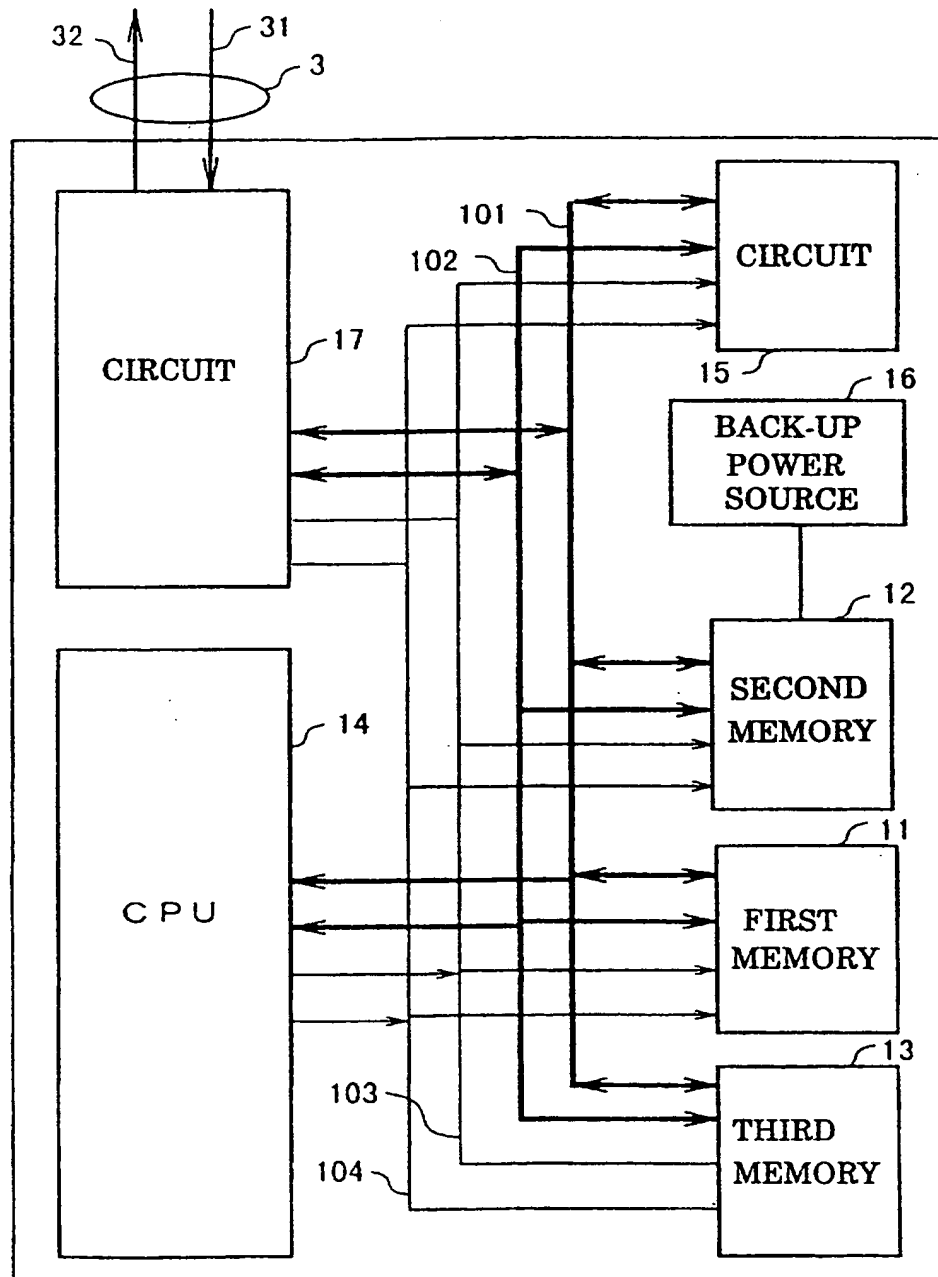 32
31
3
101
102
CIRCUIT
15
CIRCUIT
17
16
BACK-UP
POWER
SOURCE
12
SECOND
MEMORY
14
CPU
11
FIRST
MEMORY
13
THIRD
MEMORY
103
104